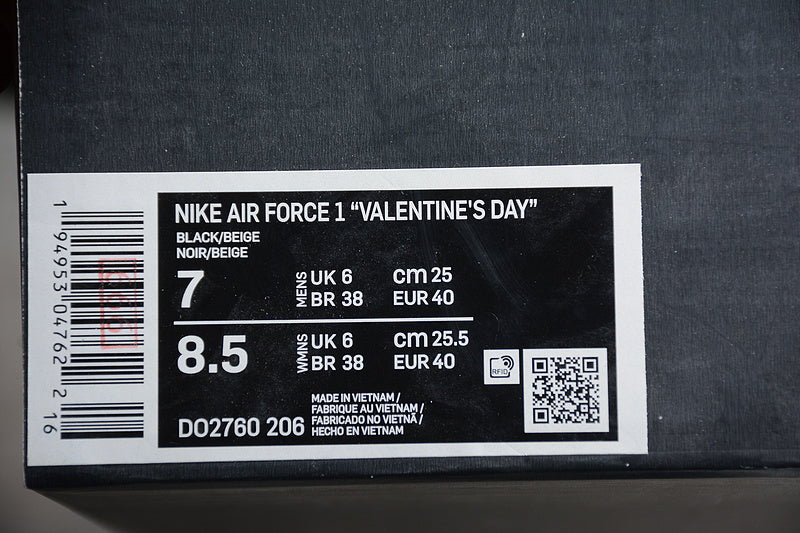 NIKE AIR FORCE 1 “VALENTINE'S DAY”
BLACK/BEIGE
NOIR/BEIGE
7 MENS UK 6 cm 25
BR 38 EUR 40
8.5 WMNS UK 6 cm 25.5
BR 38 EUR 40
RFID
MADE IN VIETNAM /
FABRIQUE AU VIETNAM /
FABRICADO NO VIETNÃ /
HECHO EN VIETNAM
DO2760 206
1 94953 04762 2 16